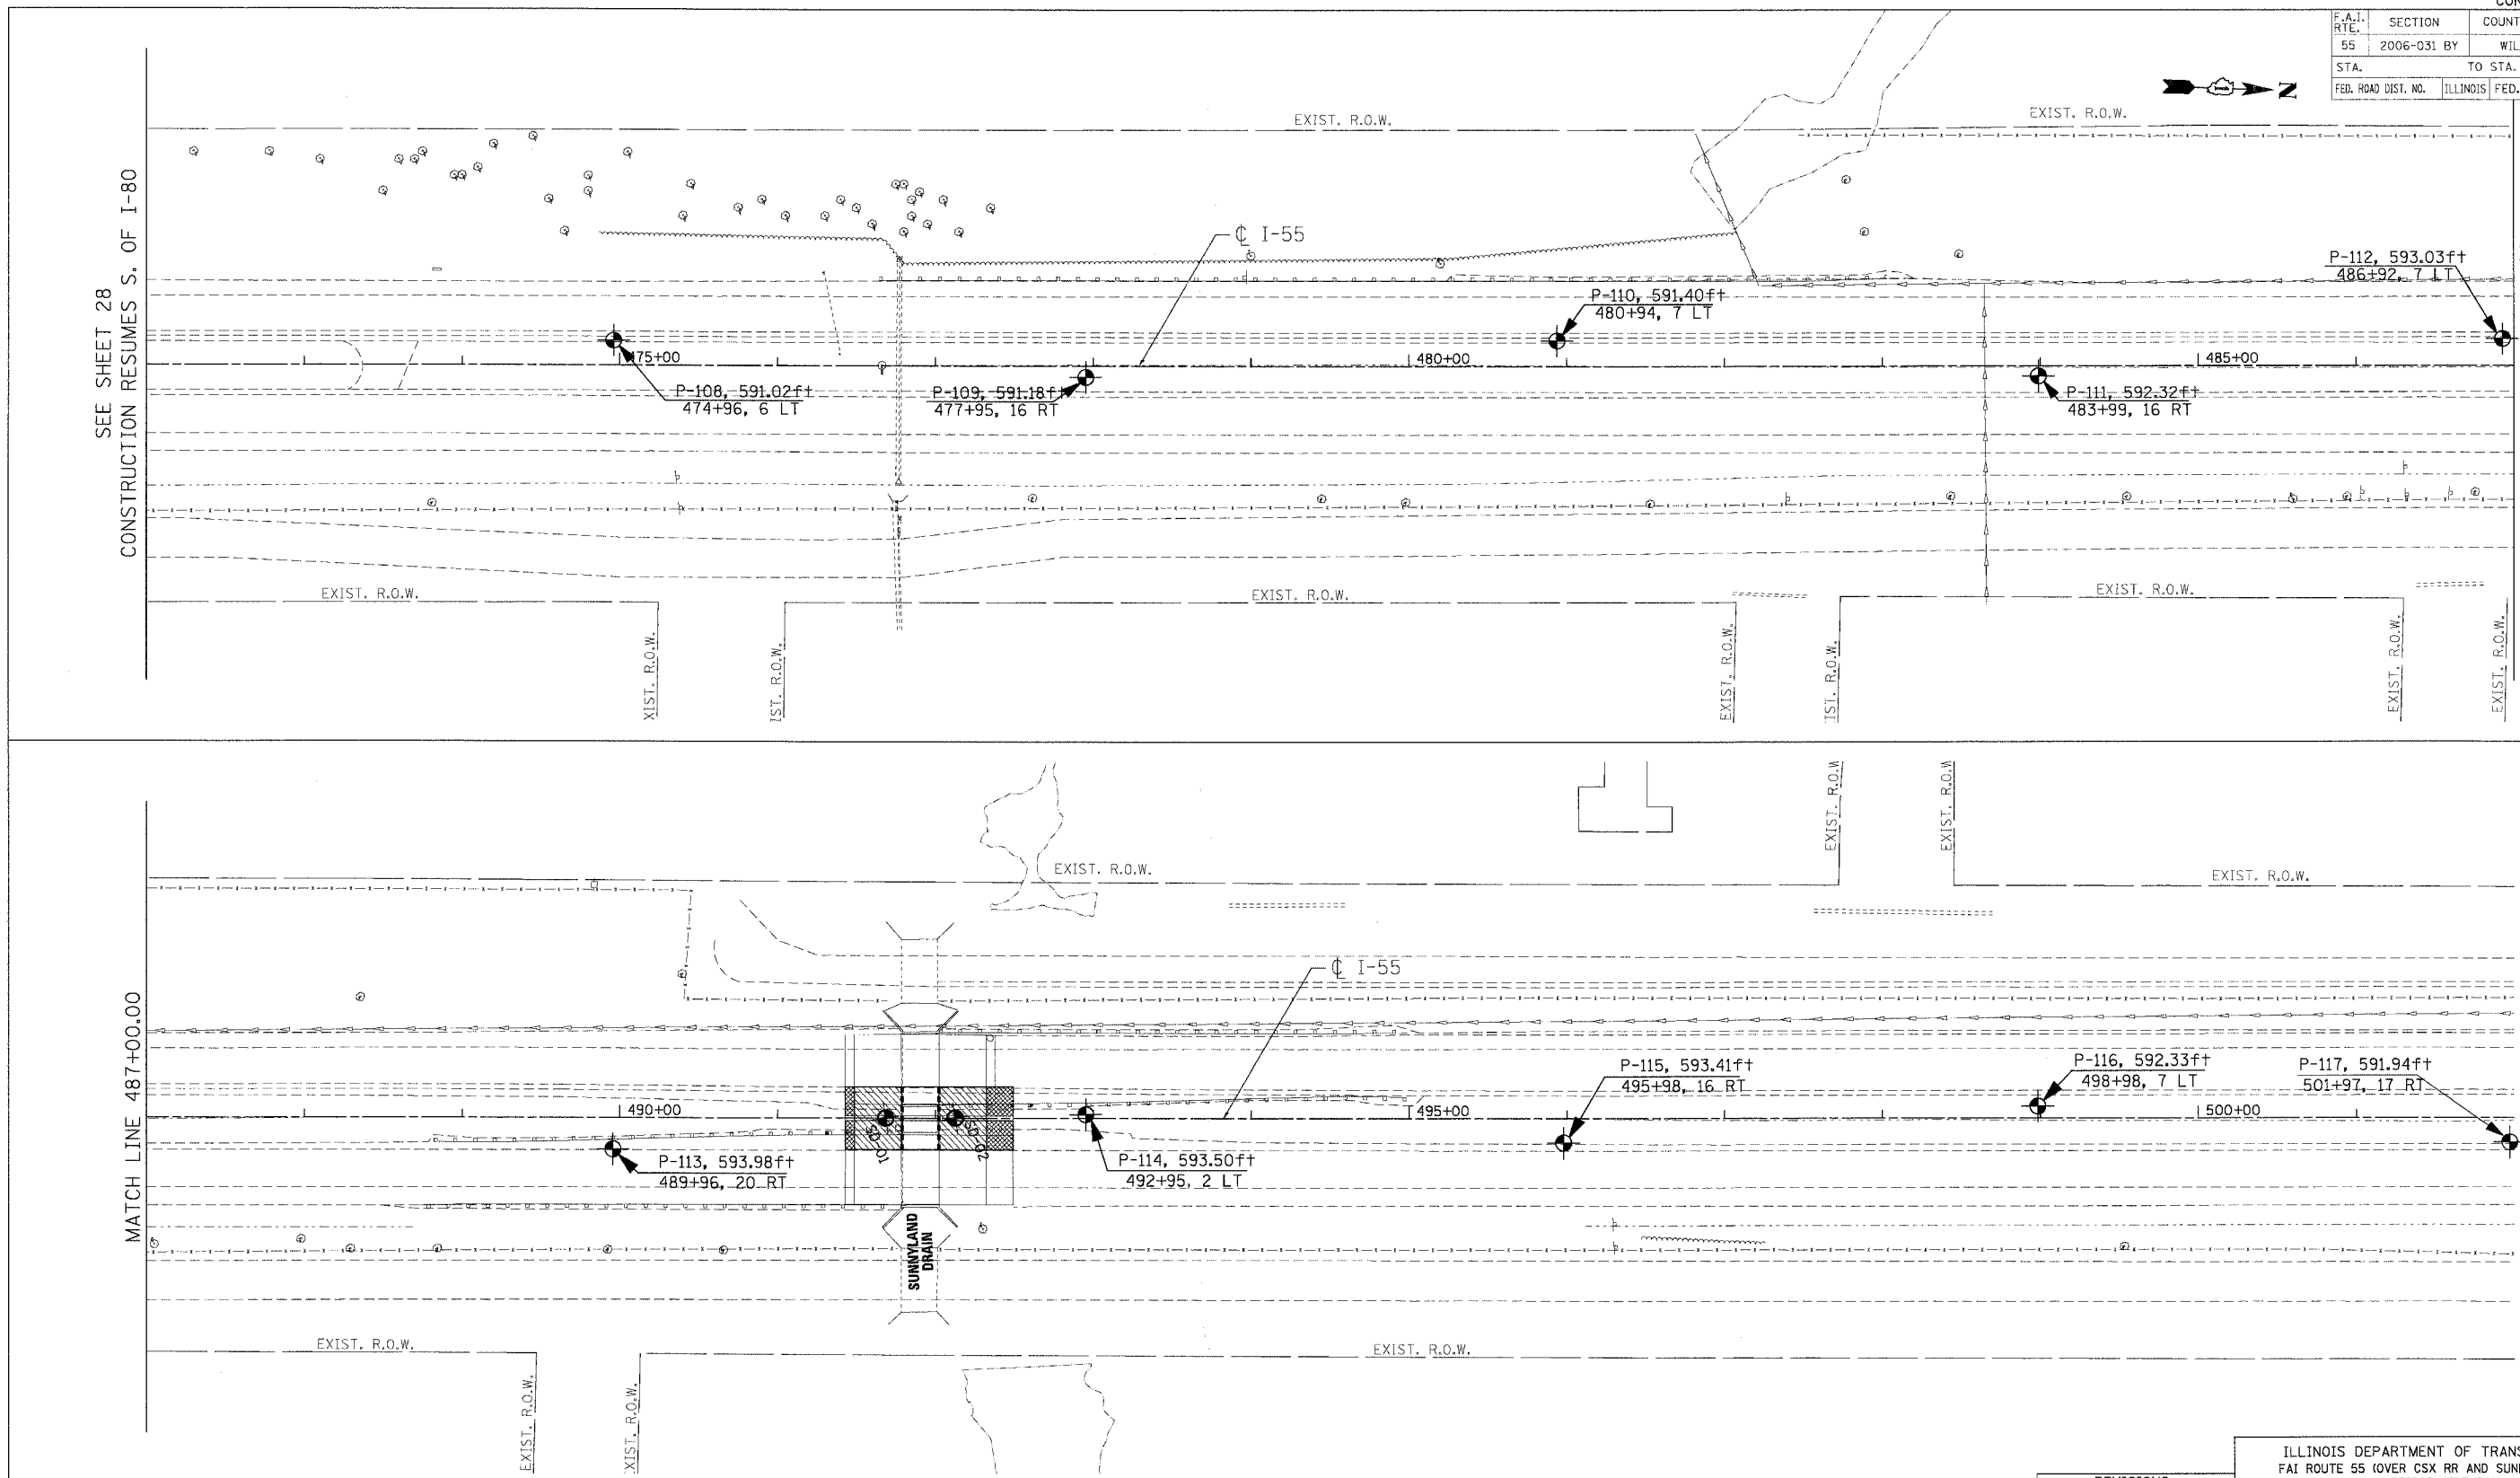 F.A.I. RTE. SECTION
55 2006-031 BY
STA. TO STA.
FED. ROAD DIST. NO. ILLINOIS FED.
N
EXIST. R.O.W.
EXIST. R.O.W.
SEE SHEET 28
CONSTRUCTION RESUMES S. OF I-80
℄ I-55
P-112, 593.03ft
486+92, 7 LT
P-110, 591.40ft
480+94, 7 LT
475+00
480+00
485+00
P-108, 591.02ft
474+96, 6 LT
P-109, 591.18ft
477+95, 16 RT
P-111, 592.32ft
483+99, 16 RT
EXIST. R.O.W.
EXIST. R.O.W.
EXIST. R.O.W.
XIST. R.O.W.
IST. R.O.W.
EXIST. R.O.W.
IST. R.O.W.
EXIST. R.O.W.
EXIST. R.O.W.
EXIST. R.O.W
EXIST. R.O.W
EXIST. R.O.W.
EXIST. R.O.W.
℄ I-55
MATCH LINE 487+00.00
P-115, 593.41ft
495+98, 16 RT
P-116, 592.33ft
498+98, 7 LT
P-117, 591.94ft
501+97, 17 RT
490+00
495+00
500+00
SD-01
SD-02
P-113, 593.98ft
489+96, 20 RT
P-114, 593.50ft
492+95, 2 LT
SUNNYLAND
DRAIN
EXIST. R.O.W.
EXIST. R.O.W.
EXIST. R.O.W.
XIST. R.O.W.
ILLINOIS DEPARTMENT OF
FAI ROUTE 55 (OVER CSX RR AND